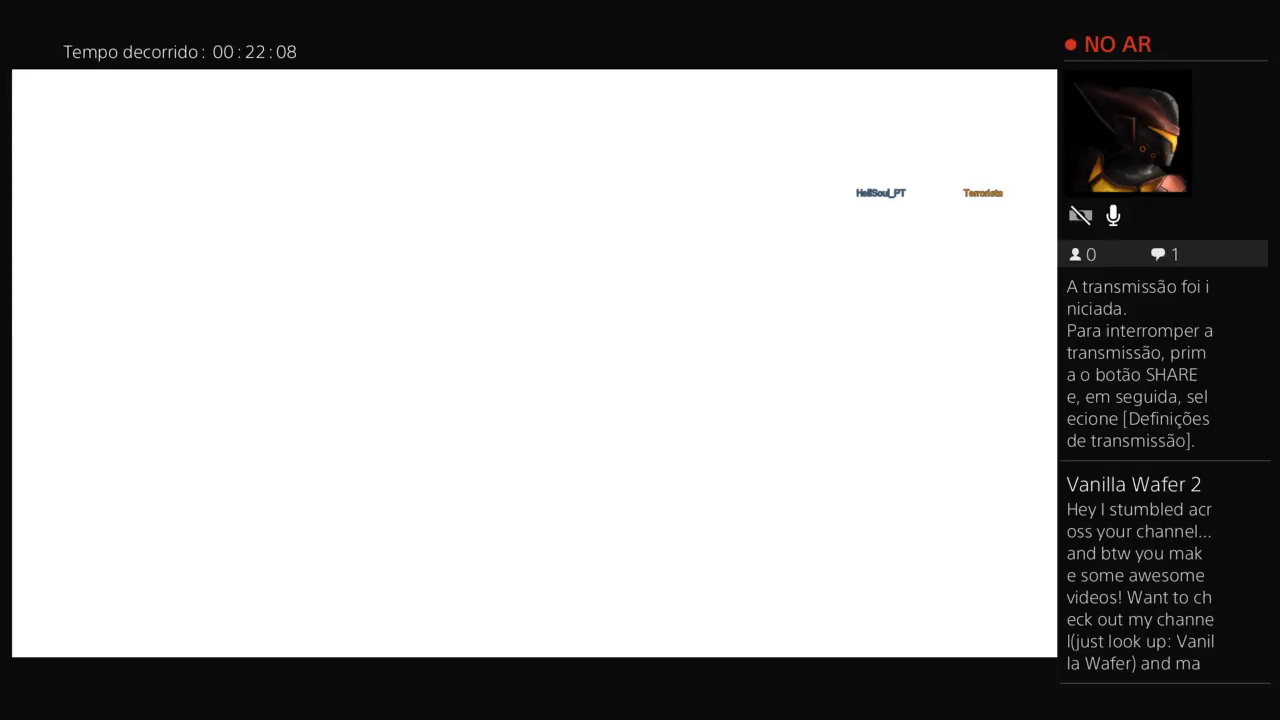 Tempo decorrido : 00 : 22 : 08
NO AR
HellSoul_PT
Terrorista
0
1
A transmissão foi i
niciada.
Para interromper a
transmissão, prim
a o botão SHARE
e, em seguida, sel
ecione [Definições
de transmissão].
Vanilla Wafer 2
Hey I stumbled acr
oss your channel...
and btw you mak
e some awesome
videos! Want to ch
eck out my channe
l(just look up: Vanil
la Wafer) and ma